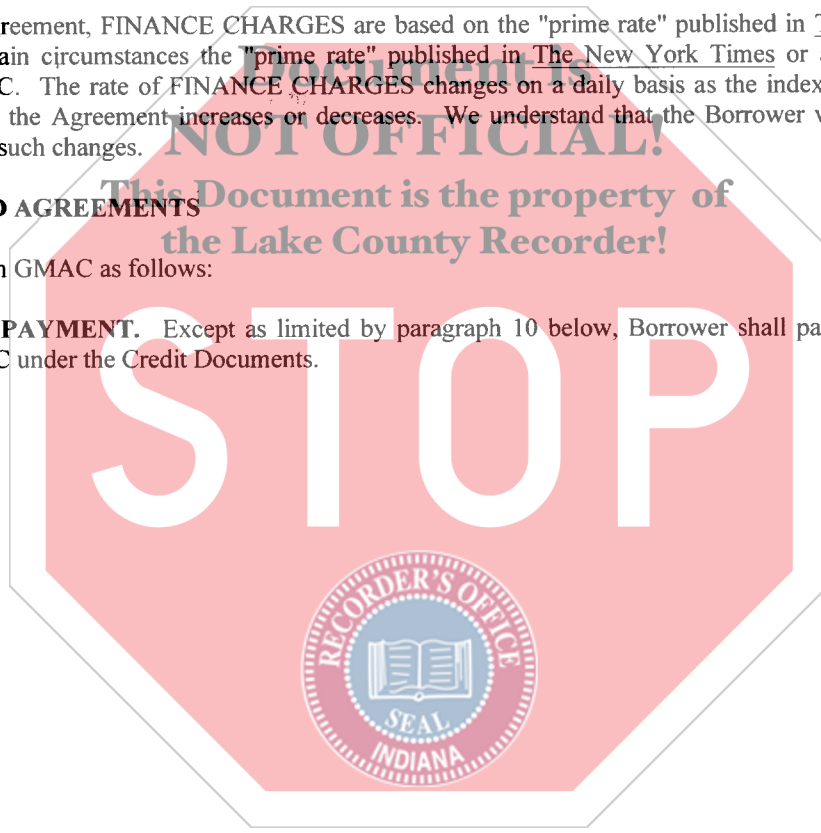 reement, FINANCE CHARGES are based on the "prime rate" published in
ain circumstances the "prime rate" published in The New York Times or
C. The rate of FINANCE CHARGES changes on a daily basis as the index
the Agreement increases or decreases. We understand that the Borrower
such changes.
Document is
NOT OFFICIAL!
This Document is the property of
the Lake County Recorder!
AGREEMENTS
GMAC as follows:
PAYMENT. Except as limited by paragraph 10 below, Borrower shall pa
C under the Credit Documents.
STOP
RECORDER'S OFFICE
SEAL
INDIANA